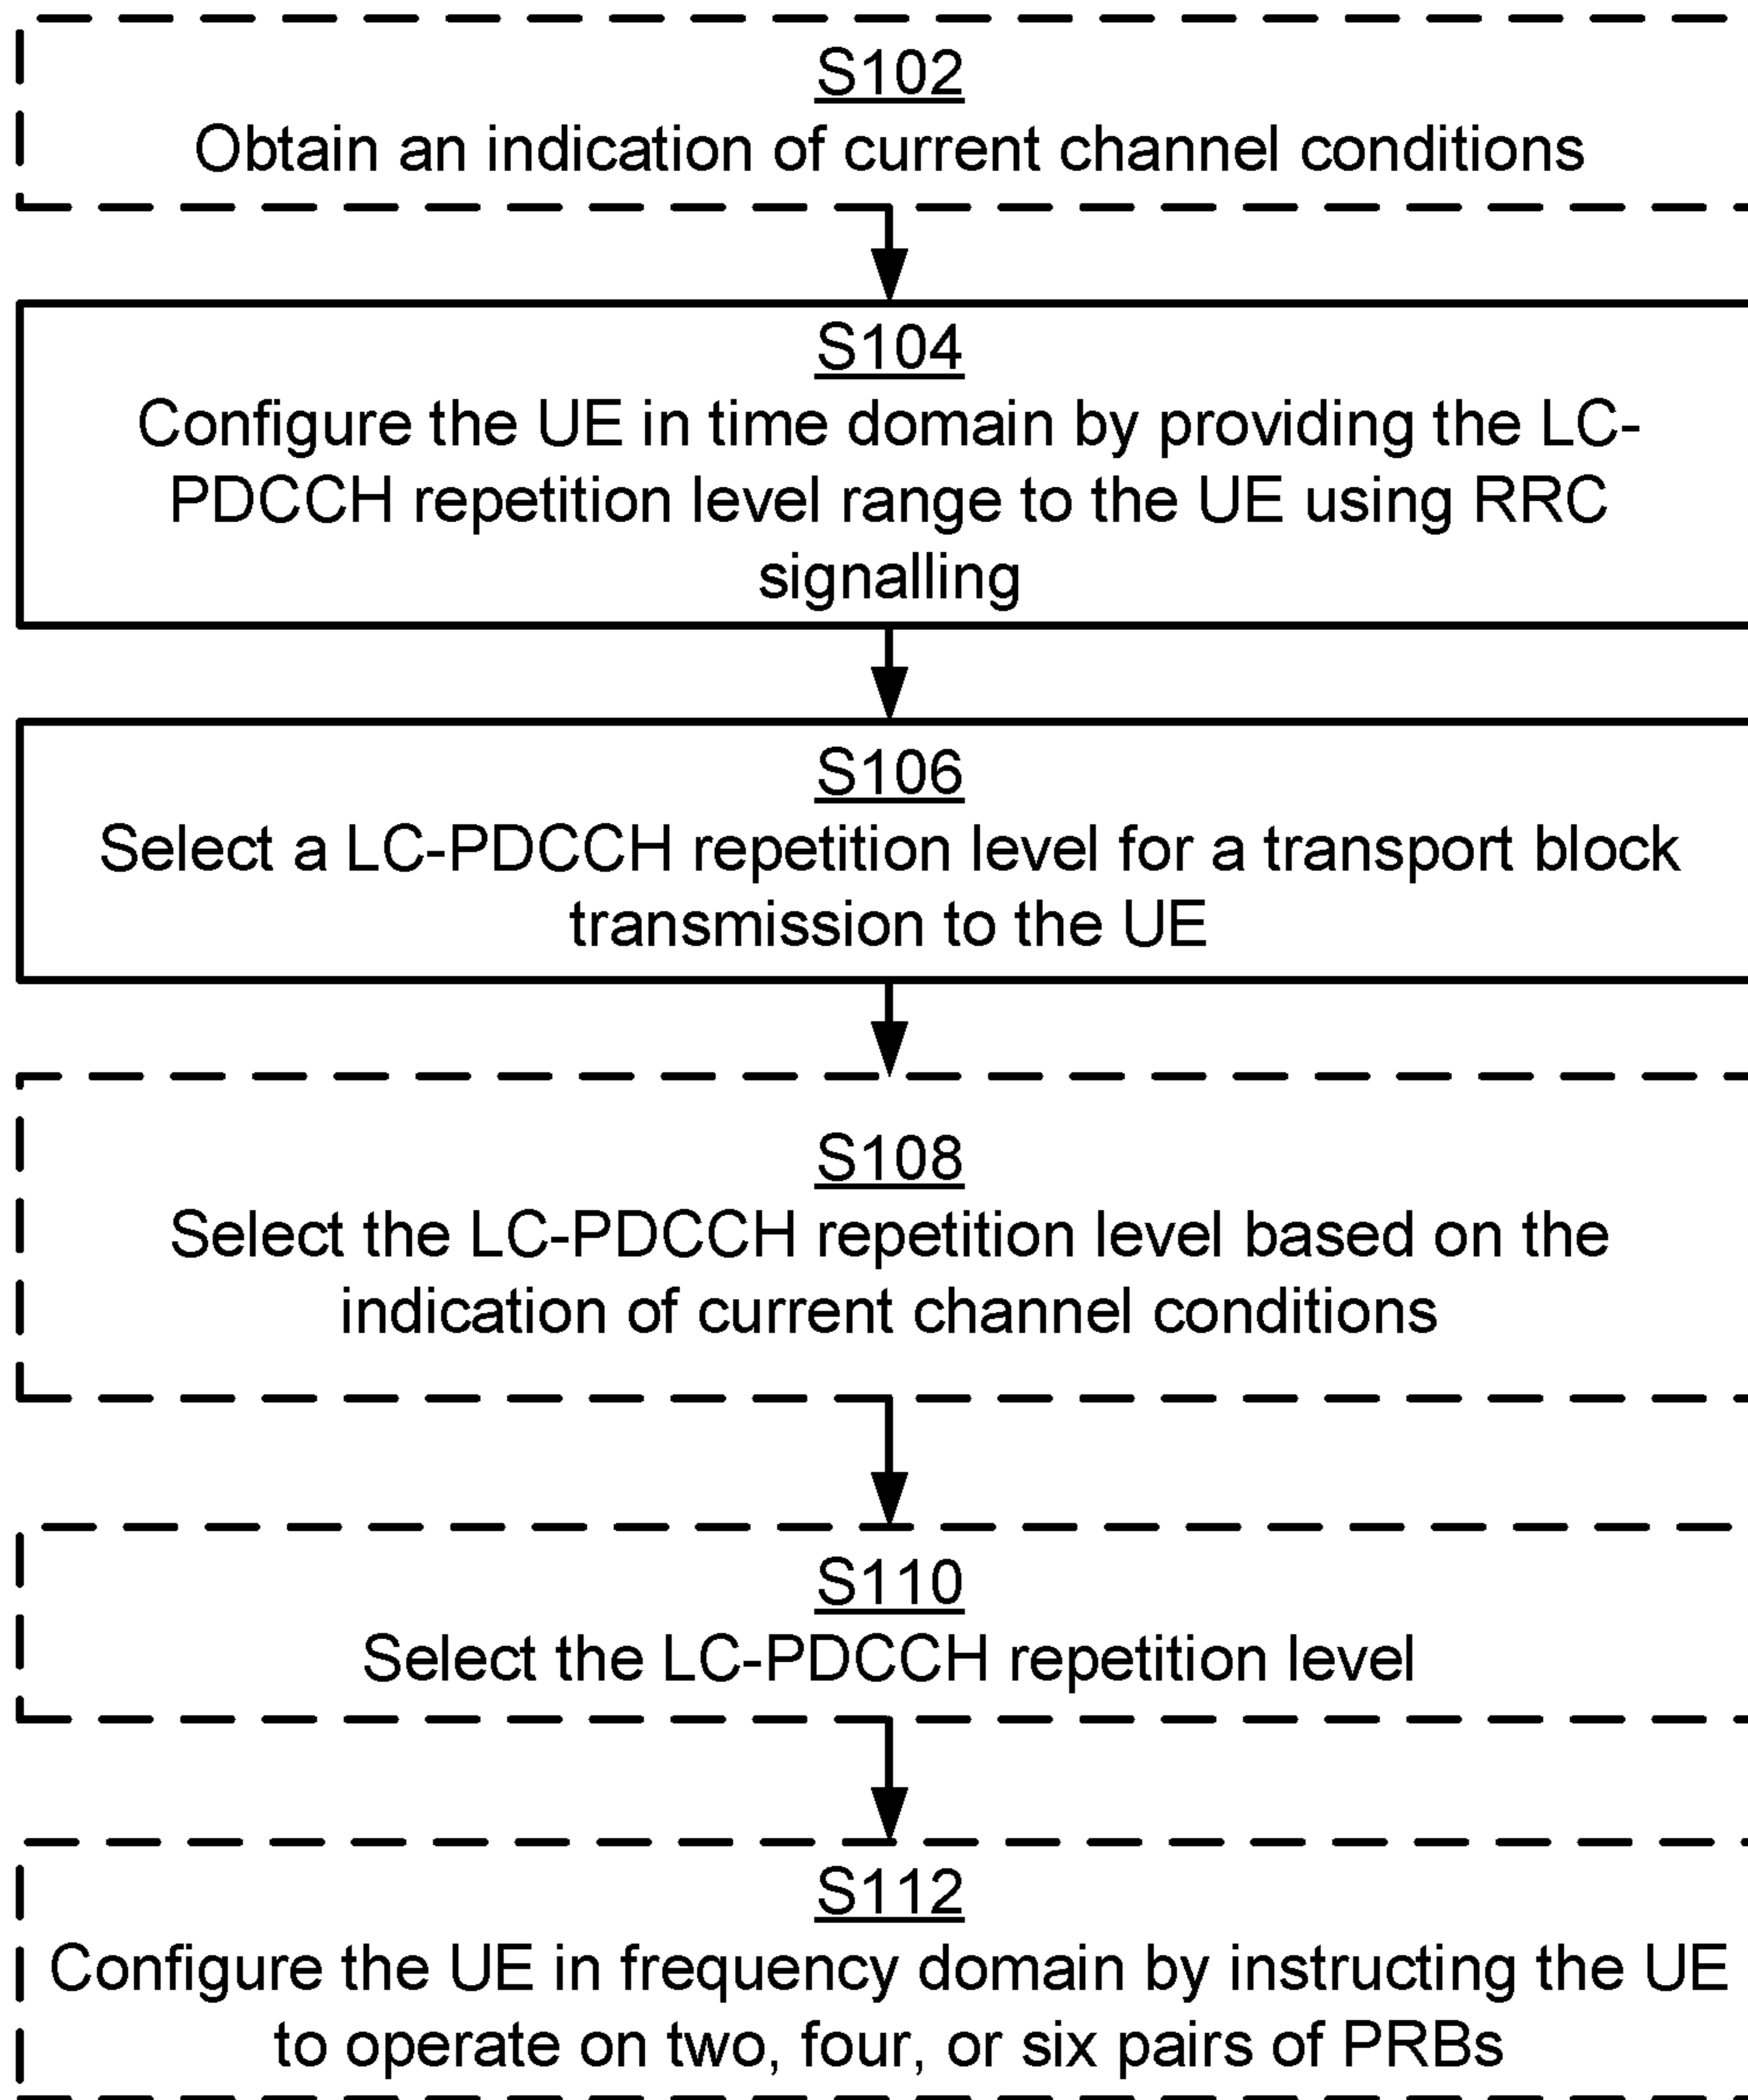 S102
Obtain an indication of current channel conditions
S104
Configure the UE in time domain by providing the LC-
PDCCH repetition level range to the UE using RRC
signalling
S106
Select a LC-PDCCH repetition level for a transport block
transmission to the UE
S108
Select the LC-PDCCH repetition level based on the
indication of current channel conditions
S110
Select the LC-PDCCH repetition level
S112
Configure the UE in frequency domain by instructing the UE
to operate on two, four, or six pairs of PRBs